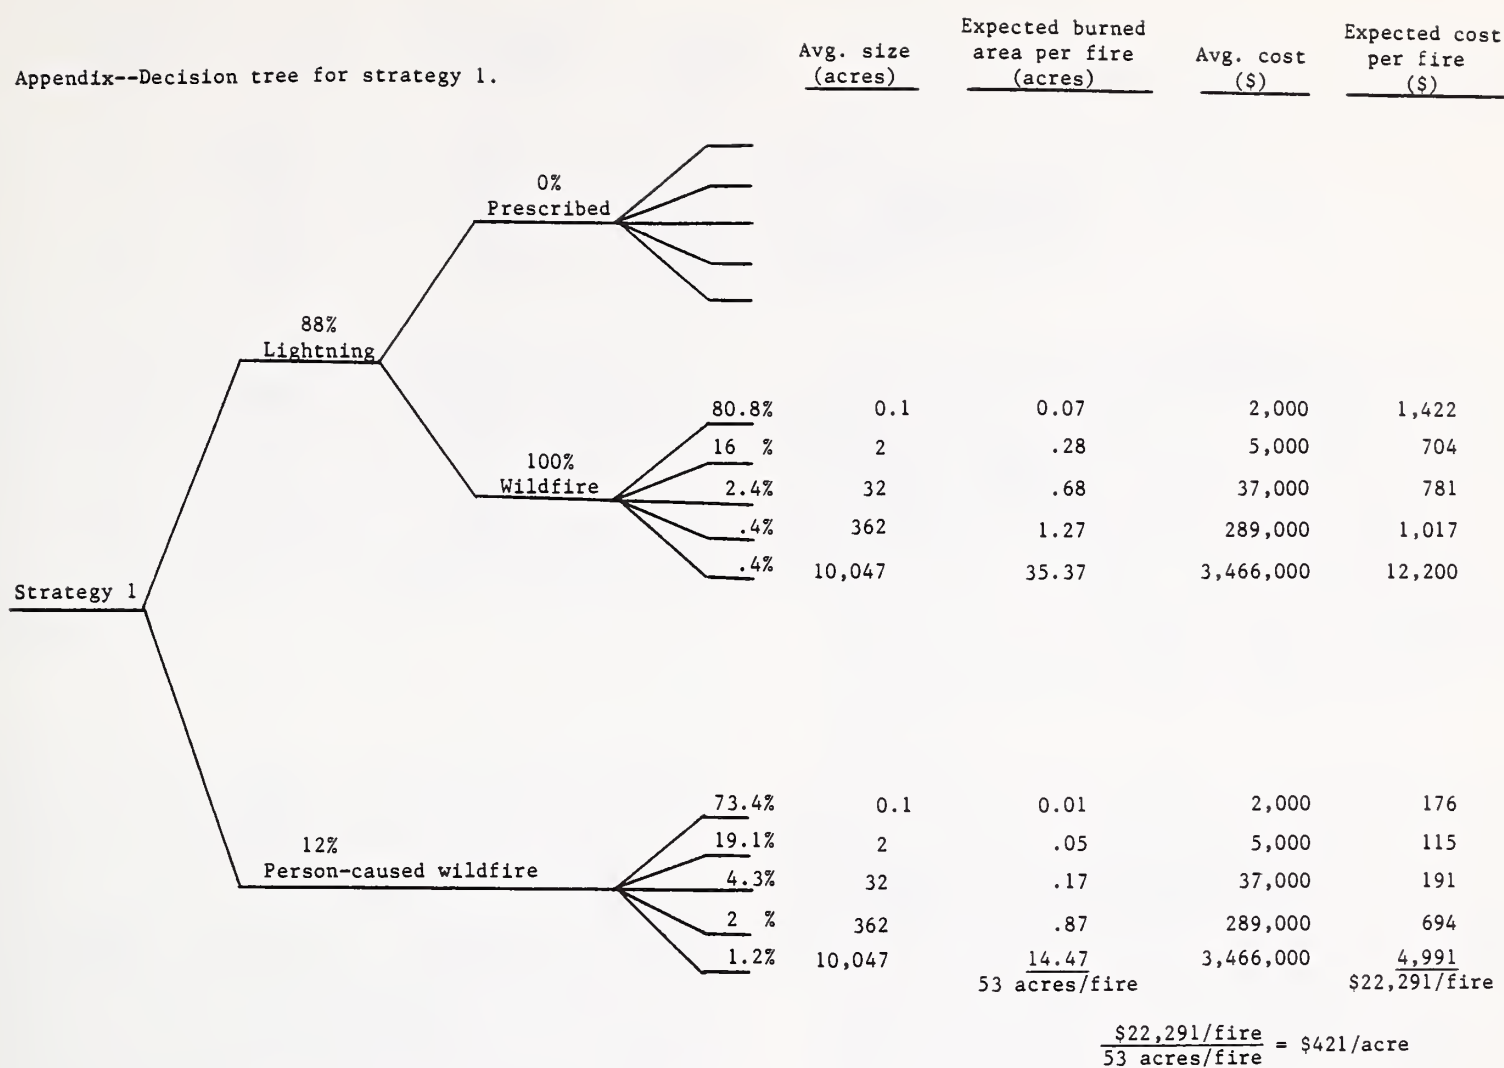 Appendix--Decision tree for strategy 1.
Avg. size
(acres)
Expected burned
area per fire
(acres)
Avg. cost
($)
Expected cost
per fire
($)
0%
Prescribed
88%
Lightning
100%
Wildfire
80.8% 0.1 0.07 2,000 1,422
16 % 2 .28 5,000 704
2.4% 32 .68 37,000 781
.4% 362 1.27 289,000 1,017
.4% 10,047 35.37 3,466,000 12,200
Strategy 1
12%
Person-caused wildfire
73.4% 0.1 0.01 2,000 176
19.1% 2 .05 5,000 115
4.3% 32 .17 37,000 191
2 % 362 .87 289,000 694
1.2% 10,047 14.47 3,466,000 4,991
53 acres/fire $22,291/fire
$22,291/fire
53 acres/fire = $421/acre